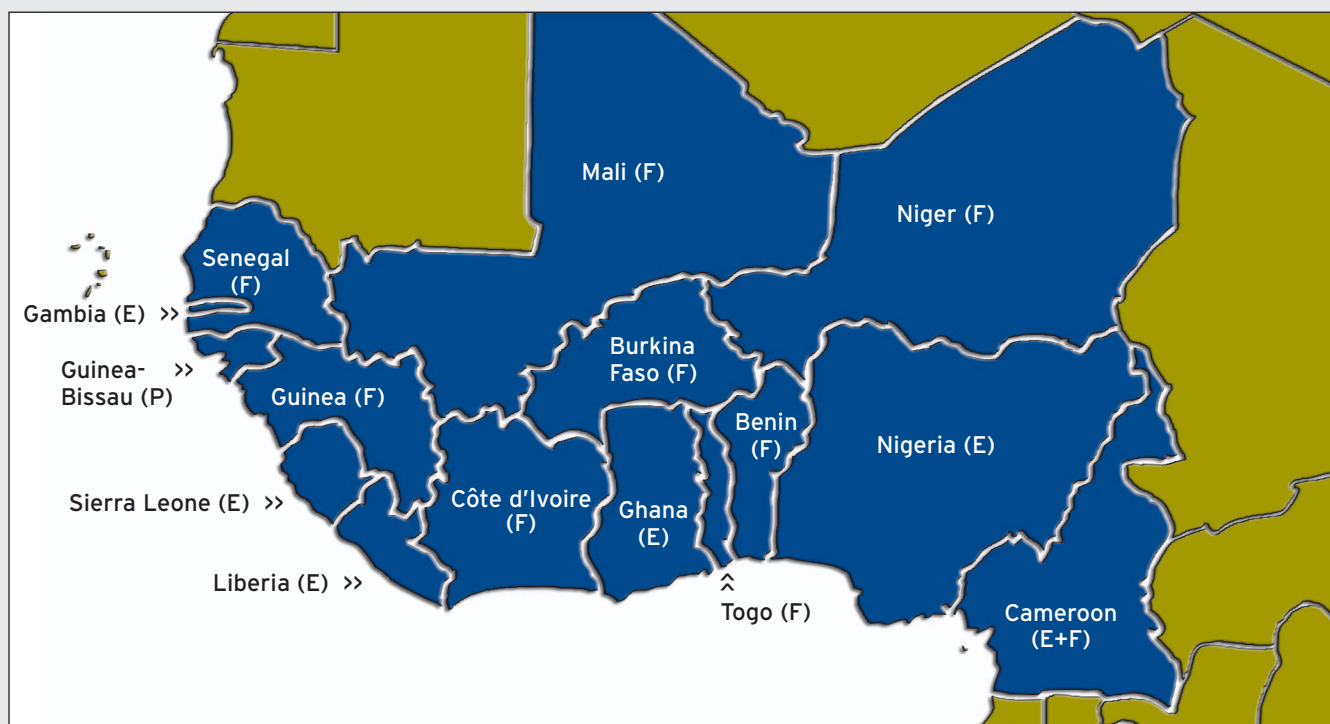 Mali (F)
Niger (F)
Senegal
(F)
Gambia (E) >>
Burkina
Faso (F)
Guinea-
Bissau (P)
>>
Guinea (F)
Benin
(F)
Nigeria (E)
Sierra Leone (E) >>
Côte d'Ivoire
(F)
Ghana
(E)
Liberia (E) >>
>>
Togo (F)
Cameroon
(E+F)